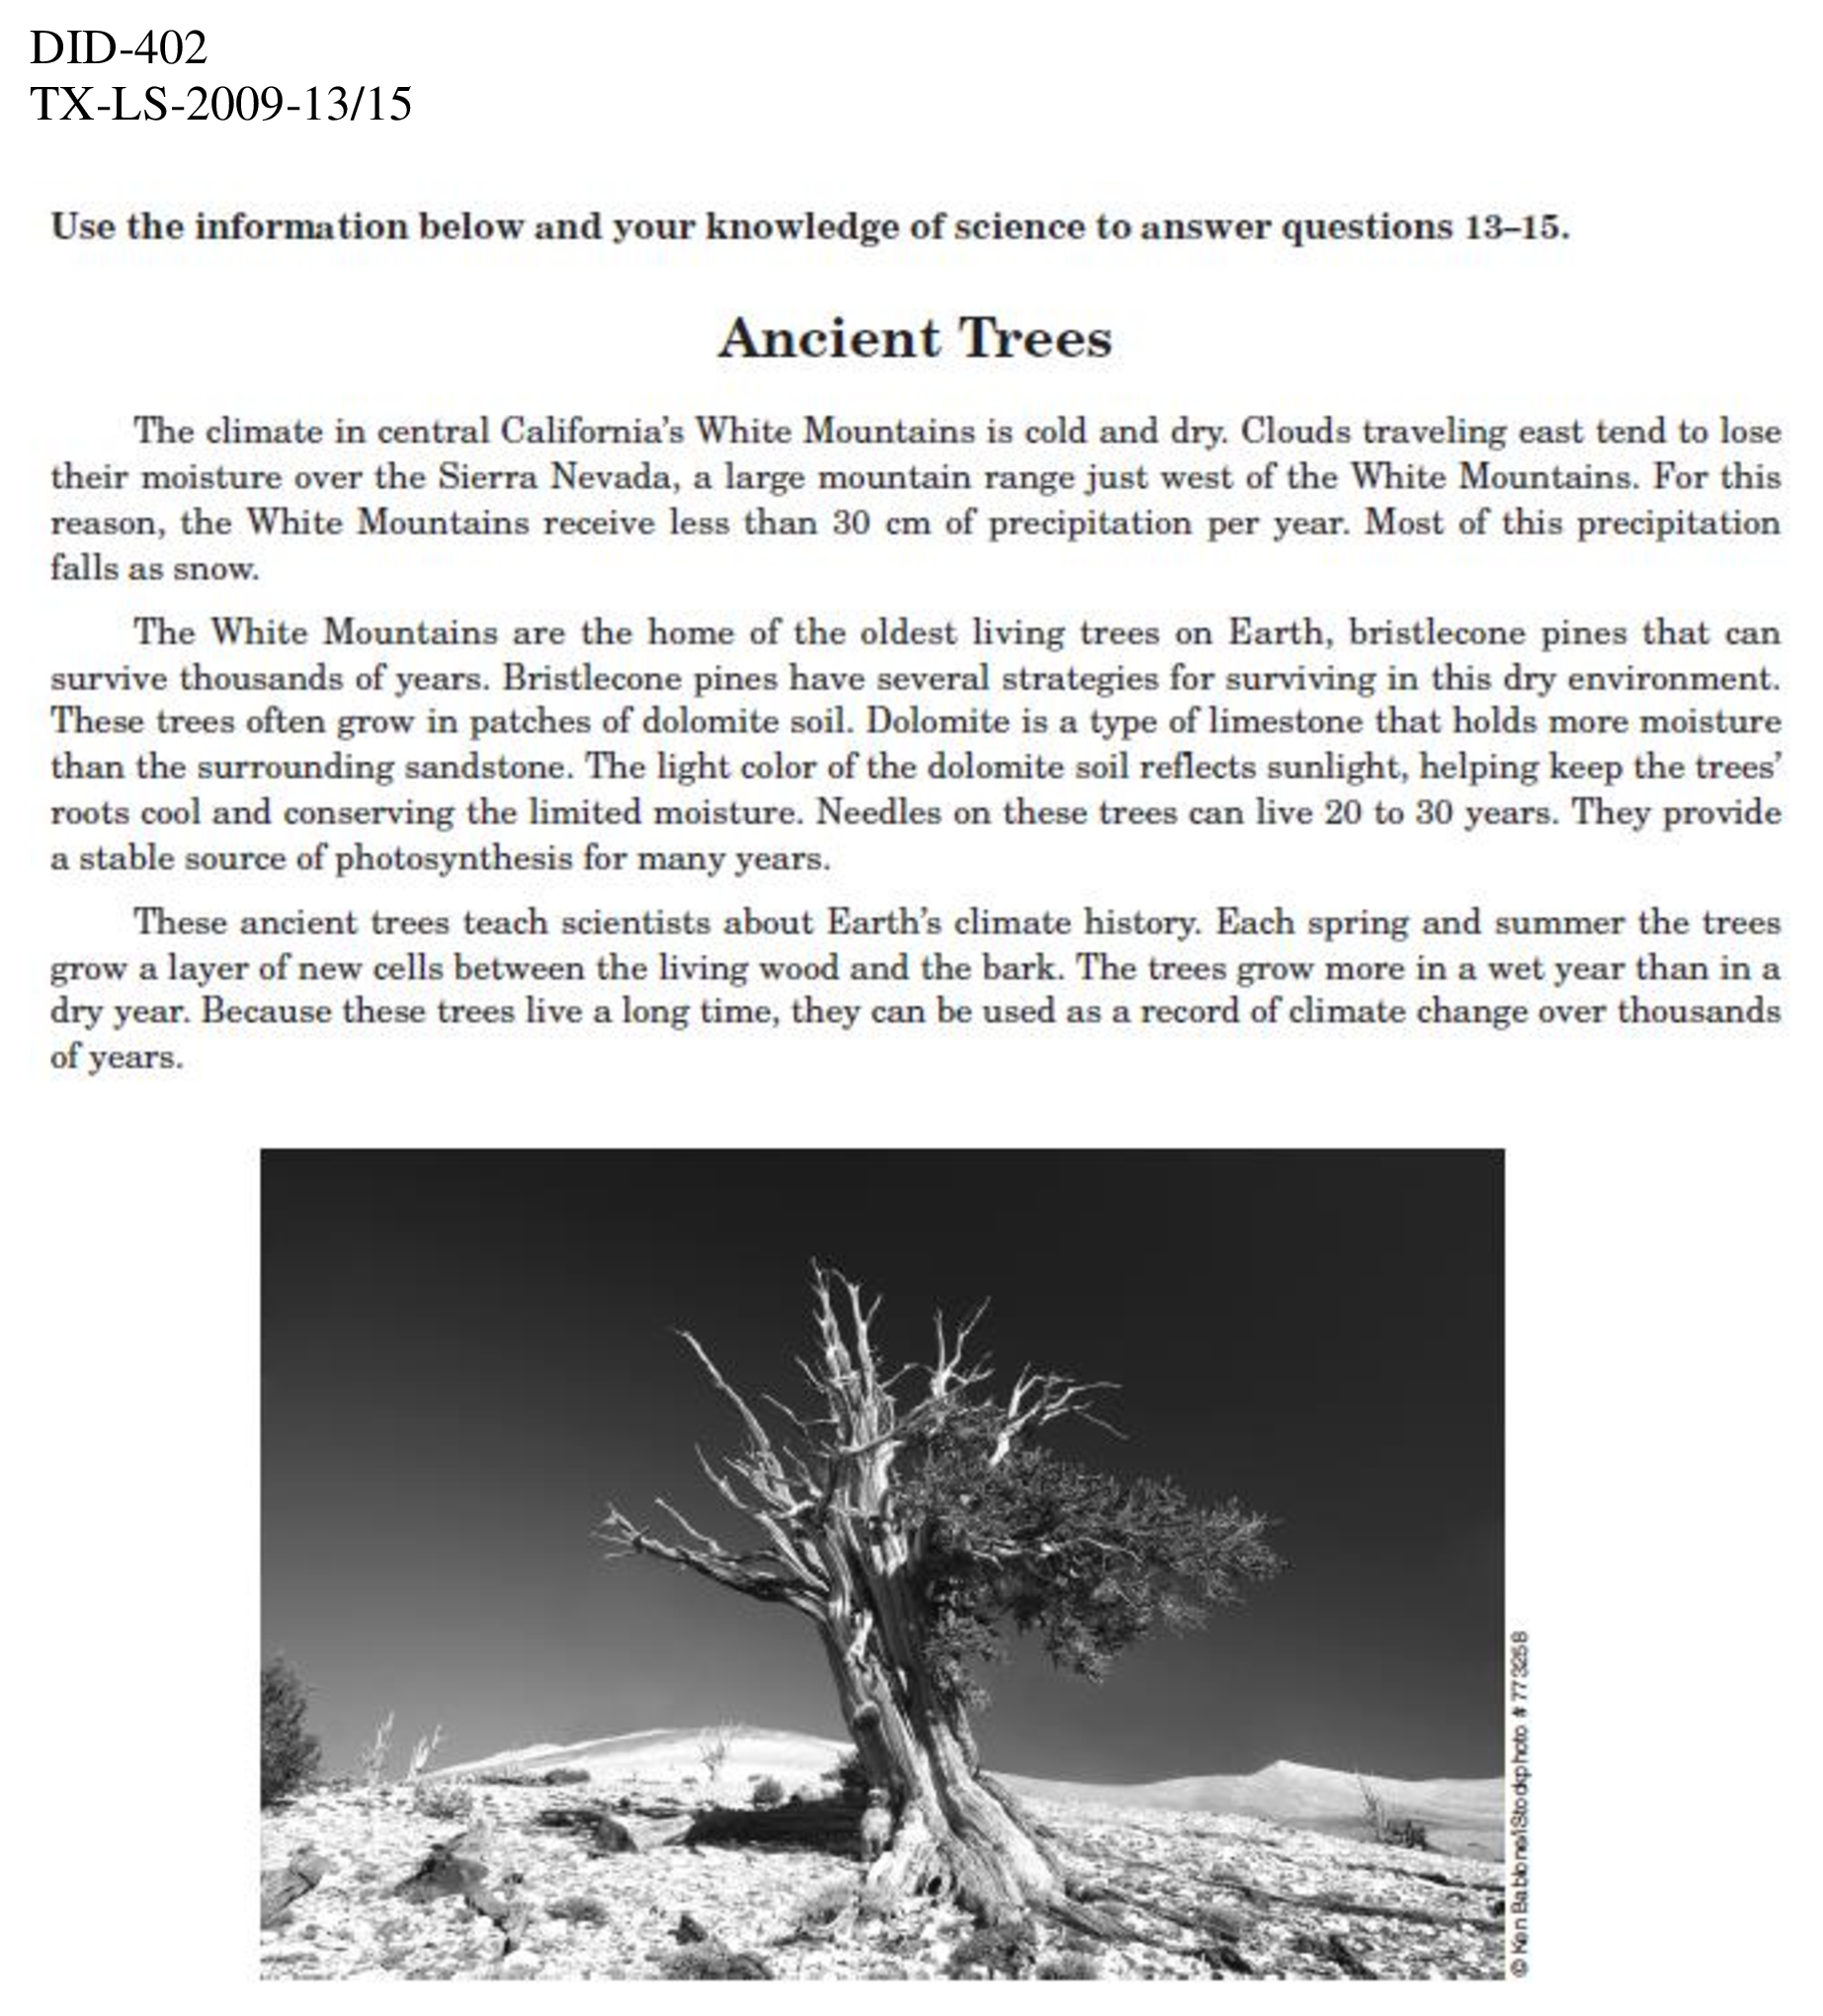 DID-402
TX-LS-2009-13/15
Use the information below and your knowledge of science to answer questions 13–15.
Ancient Trees
The climate in central California’s White Mountains is cold and dry. Clouds traveling east tend to lose
their moisture over the Sierra Nevada, a large mountain range just west of the White Mountains. For this
reason, the White Mountains receive less than 30 cm of precipitation per year. Most of this precipitation
falls as snow.
The White Mountains are the home of the oldest living trees on Earth, bristlecone pines that can
survive thousands of years. Bristlecone pines have several strategies for surviving in this dry environment.
These trees often grow in patches of dolomite soil. Dolomite is a type of limestone that holds more moisture
than the surrounding sandstone. The light color of the dolomite soil reflects sunlight, helping keep the trees’
roots cool and conserving the limited moisture. Needles on these trees can live 20 to 30 years. They provide
a stable source of photosynthesis for many years.
These ancient trees teach scientists about Earth’s climate history. Each spring and summer the trees
grow a layer of new cells between the living wood and the bark. The trees grow more in a wet year than in a
dry year. Because these trees live a long time, they can be used as a record of climate change over thousands
of years.
© Ken Babione/iStockphoto # 77325B